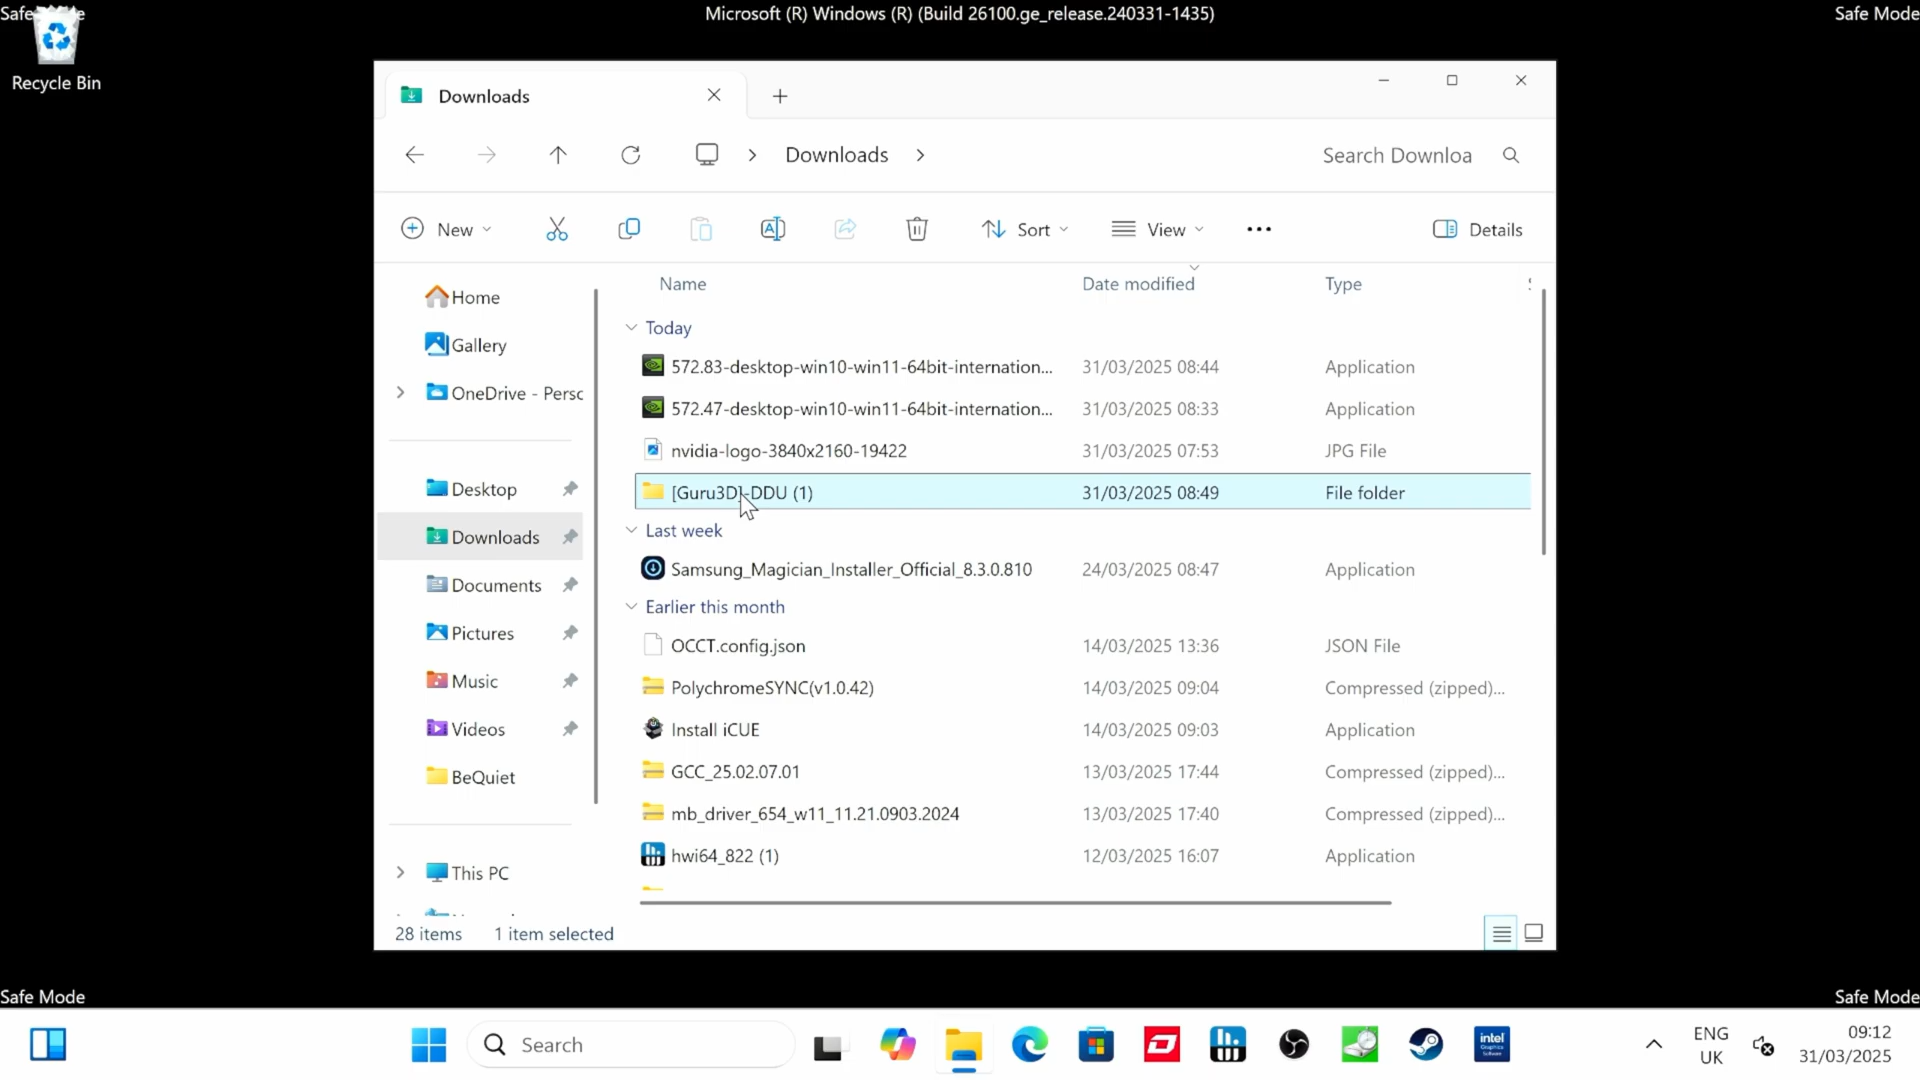 Microsoft (R) Windows (R) (Build 26100.ge_release.240331-1435)
Safe Mode
Recycle Bin
Downloads
Downloads
Search Downloa
New
Sort
View
Details
Home
Gallery
OneDrive - Persc
Desktop
Downloads
Documents
Pictures
Music
Videos
BeQuiet
This PC
Name Date modified Type
Today
572.83-desktop-win10-win11-64bit-internation... 31/03/2025 08:44 Application
572.47-desktop-win10-win11-64bit-internation... 31/03/2025 08:33 Application
nvidia-logo-3840x2160-19422 31/03/2025 07:53 JPG File
[Guru3D]-DDU (1) 31/03/2025 08:49 File folder
Last week
Samsung_Magician_Installer_Official_8.3.0.810 24/03/2025 08:47 Application
Earlier this month
OCCT.config.json 14/03/2025 13:36 JSON File
PolychromeSYNC(v1.0.42) 14/03/2025 09:04 Compressed (zipped)...
Install iCUE 14/03/2025 09:03 Application
GCC_25.02.07.01 13/03/2025 17:44 Compressed (zipped)...
mb_driver_654_w11_11.21.0903.2024 13/03/2025 17:40 Compressed (zipped)...
hwi64_822 (1) 12/03/2025 16:07 Application
28 items 1 item selected
Safe Mode
Safe Mode
Search
intel
ENG
UK
09:12
31/03/2025